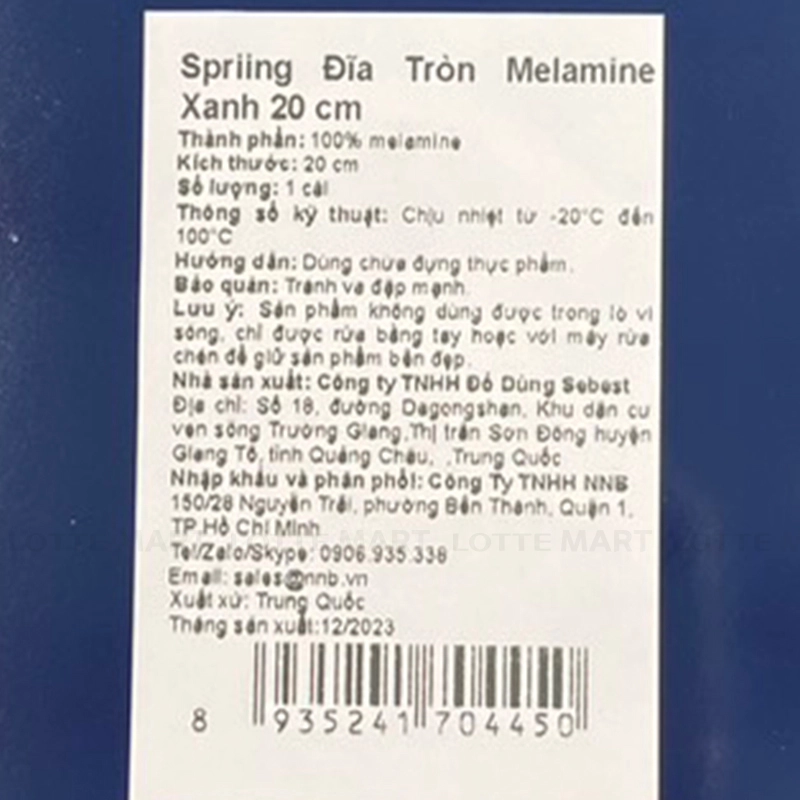 Spriing Đĩa Tròn Melamine
Xanh 20 cm
Thành phần: 100% melamine
Kích thước: 20 cm
Số lượng: 1 cái
Thông số kỹ thuật: Chịu nhiệt từ -20°C đến
100°C
Hướng dẫn: Dùng chứa đựng thực phẩm.
Bảo quản: Tránh va đập mạnh.
Lưu ý: Sản phẩm không dùng được trong lò vi
sóng, chỉ được rửa bằng tay hoặc với máy rửa
chén để giữ sản phẩm bền đẹp.
Nhà sản xuất: Công ty TNHH Đồ Dùng Sebest
Địa chỉ: Số 18, đường Dagongshan, Khu dân cư
ven sông Trường Giang,Thị trấn Sơn Đông huyện
Giang Tô, tỉnh Quảng Châu, ,Trung Quốc
Nhập khẩu và phân phối: Công Ty TNHH NNB
150/28 Nguyễn Trãi, phường Bến Thành, Quận 1,
TP.Hồ Chí Minh
LOTTE MART LOTTE MART LOTTE MART LOTTE
Tel/Zalo/Skype: 0906.935.338
Email: sales@nnb.vn
Xuất xứ: Trung Quốc
Tháng sản xuất:12/2023
8 935241 704450